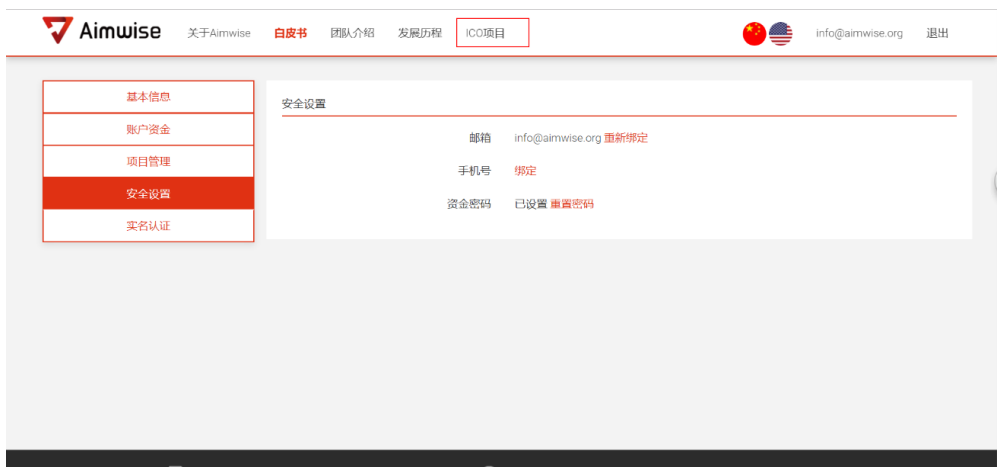 Aimwise 关于Aimwise 白皮书 团队介绍 发展历程 ICO项目 info@aimwise.org 退出
基本信息
账户资金
项目管理
安全设置
实名认证
安全设置
邮箱 info@aimwise.org 重新绑定
手机号 绑定
资金密码 已设置 重置密码